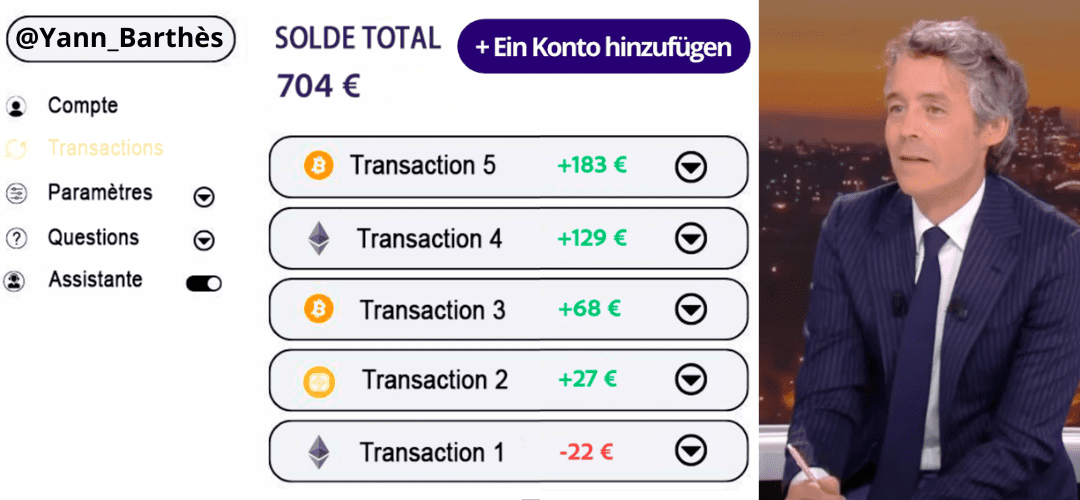 @Yann_Barthès
Compte
Transactions
Paramètres
Questions
Assistante
SOLDE TOTAL
704 €
+ Ein Konto hinzufügen
Transaction 5 +183 €
Transaction 4 +129 €
Transaction 3 +68 €
Transaction 2 +27 €
Transaction 1 -22 €